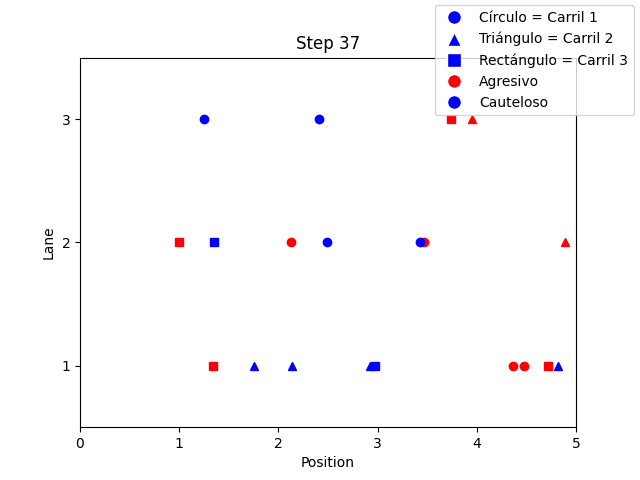 Step 37
Círculo = Carril 1
Triángulo = Carril 2
Rectángulo = Carril 3
Agresivo
Cauteloso
Lane
3
2
1
0 1 2 3 4 5
Position